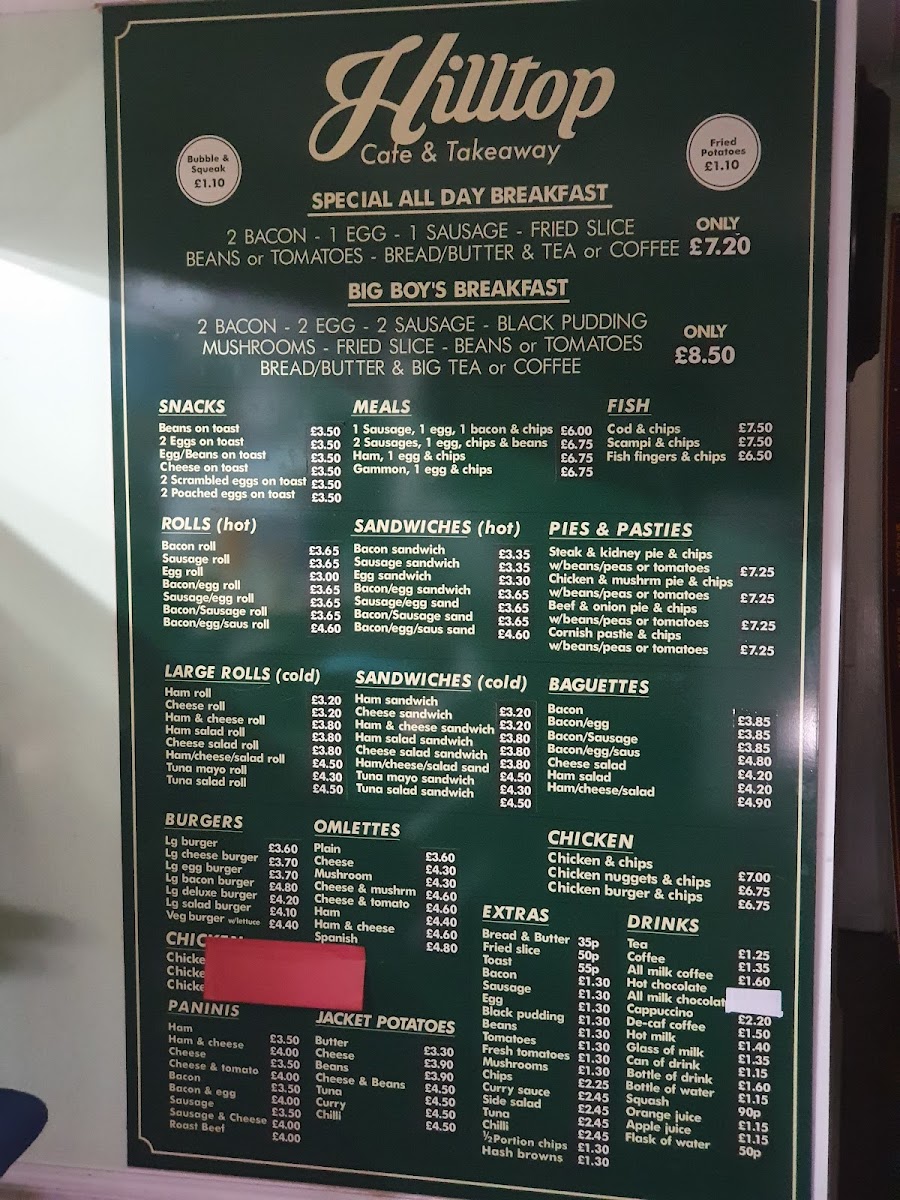 Hilltop
Cafe & Takeaway
Bubble &
Squeak
£1.10
Fried
Potatoes
£1.10
SPECIAL ALL DAY BREAKFAST
2 BACON - 1 EGG - 1 SAUSAGE - FRIED SLICE
BEANS or TOMATOES - BREAD/BUTTER & TEA or COFFEE
ONLY
£7.20
BIG BOY'S BREAKFAST
2 BACON - 2 EGG - 2 SAUSAGE - BLACK PUDDING
MUSHROOMS - FRIED SLICE - BEANS or TOMATOES
BREAD/BUTTER & BIG TEA or COFFEE
ONLY
£8.50
SNACKS
Beans on toast £3.50
2 Eggs on toast £3.50
Egg/Beans on toast £3.50
Cheese on toast £3.50
2 Scrambled eggs on toast £3.50
2 Poached eggs on toast £3.50
MEALS
1 Sausage, 1 egg, 1 bacon & chips £6.00
2 Sausages, 1 egg, chips & beans £6.75
Ham, 1 egg & chips £6.75
Gammon, 1 egg & chips £6.75
FISH
Cod & chips £7.50
Scampi & chips £7.50
Fish fingers & chips £6.50
ROLLS (hot)
Bacon roll £3.65
Sausage roll £3.65
Egg roll £3.00
Bacon/egg roll £3.65
Sausage/egg roll £3.65
Bacon/Sausage roll £3.65
Bacon/egg/saus roll £4.60
SANDWICHES (hot)
Bacon sandwich £3.35
Sausage sandwich £3.35
Egg sandwich £3.30
Bacon/egg sandwich £3.65
Sausage/egg sand £3.65
Bacon/Sausage sand £3.65
Bacon/egg/saus sand £4.60
PIES & PASTIES
Steak & kidney pie & chips
w/beans/peas or tomatoes £7.25
Chicken & mushrm pie & chips
w/beans/peas or tomatoes £7.25
Beef & onion pie & chips
w/beans/peas or tomatoes £7.25
Cornish pastie & chips
w/beans/peas or tomatoes £7.25
LARGE ROLLS (cold)
Ham roll £3.20
Cheese roll £3.20
Ham & cheese roll £3.80
Ham salad roll £3.80
Cheese salad roll £3.80
Ham/cheese/salad roll £4.50
Tuna mayo roll £4.30
Tuna salad roll £4.50
SANDWICHES (cold)
Ham sandwich £3.20
Cheese sandwich £3.20
Ham & cheese sandwich £3.80
Ham salad sandwich £3.80
Cheese salad sandwich £3.80
Ham/cheese/salad sand £4.50
Tuna mayo sandwich £4.30
Tuna salad sandwich £4.50
BAGUETTES
Bacon £3.85
Bacon/egg £3.85
Bacon/Sausage £3.85
Bacon/egg/saus £4.80
Cheese salad £4.20
Ham salad £4.20
Ham/cheese/salad £4.90
BURGERS
Lg burger £3.60
Lg cheese burger £3.70
Lg egg burger £3.70
Lg bacon burger £4.80
Lg deluxe burger £4.20
Lg salad burger £4.10
Veg burger w/lettuce £4.40
OMLETTES
Plain £3.60
Cheese £4.30
Mushroom £4.30
Cheese & mushrm £4.60
Cheese & tomato £4.60
Ham £4.40
Ham & cheese £4.60
Spanish £4.80
CHICKEN
Chicken & chips £7.00
Chicken nuggets & chips £6.75
Chicken burger & chips £6.75
CHICKEN
Chicke
Chicke
Chicke
PANINIS
Ham £3.50
Ham & cheese £4.00
Cheese £3.50
Cheese & tomato £4.00
Bacon £3.50
Bacon & egg £4.00
Sausage £3.50
Sausage & Cheese £4.00
Roast Beef £4.00
JACKET POTATOES
Butter £3.30
Cheese £3.90
Beans £3.90
Cheese & Beans £4.50
Tuna £4.50
Curry £4.50
Chilli £4.50
EXTRAS
Bread & Butter 35p
Fried slice 50p
Toast 55p
Bacon £1.30
Sausage £1.30
Egg £1.30
Black pudding £1.30
Beans £1.30
Tomatoes £1.30
Fresh tomatoes £1.30
Mushrooms £1.30
Chips £2.25
Curry sauce £2.45
Side salad £2.45
Tuna £2.45
Chilli £2.45
½ Portion chips £1.30
Hash browns £1.30
DRINKS
Tea £1.25
Coffee £1.35
All milk coffee £1.60
Hot chocolate
All milk chocolat
Cappucino £2.20
De-caf coffee £1.50
Hot milk £1.40
Glass of milk £1.35
Can of drink £1.15
Bottle of drink £1.60
Bottle of water £1.15
Squash 90p
Orange juice £1.15
Apple juice £1.15
Flask of water 50p